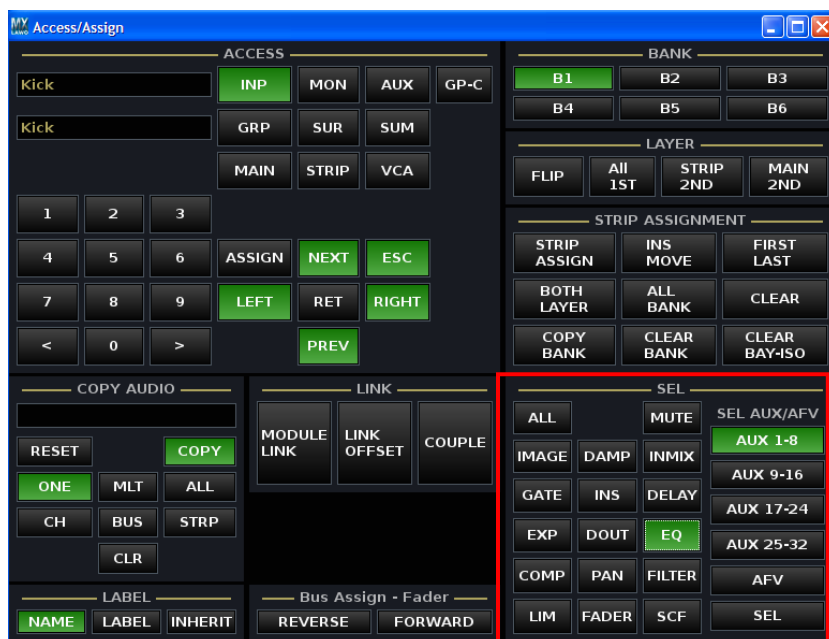 MX LAWO Access/Assign
ACCESS
Kick INP MON AUX GP-C
Kick GRP SUR SUM
MAIN STRIP VCA
1 2 3
4 5 6 ASSIGN NEXT ESC
7 8 9 LEFT RET RIGHT
< 0 > PREV
BANK
B1 B2 B3
B4 B5 B6
LAYER
FLIP All 1ST STRIP 2ND MAIN 2ND
STRIP ASSIGNMENT
STRIP ASSIGN INS MOVE FIRST LAST
BOTH LAYER ALL BANK CLEAR
COPY BANK CLEAR BANK CLEAR BAY-ISO
COPY AUDIO
RESET COPY
ONE MLT ALL
CH BUS STRP
CLR
LINK
MODULE LINK LINK OFFSET COUPLE
SEL
ALL MUTE SEL AUX/AFV
AUX 1-8
IMAGE DAMP INMIX
AUX 9-16
GATE INS DELAY
AUX 17-24
EXP DOUT EQ
AUX 25-32
COMP PAN FILTER AFV
LIM FADER SCF SEL
LABEL
NAME LABEL INHERIT
Bus Assign - Fader
REVERSE FORWARD